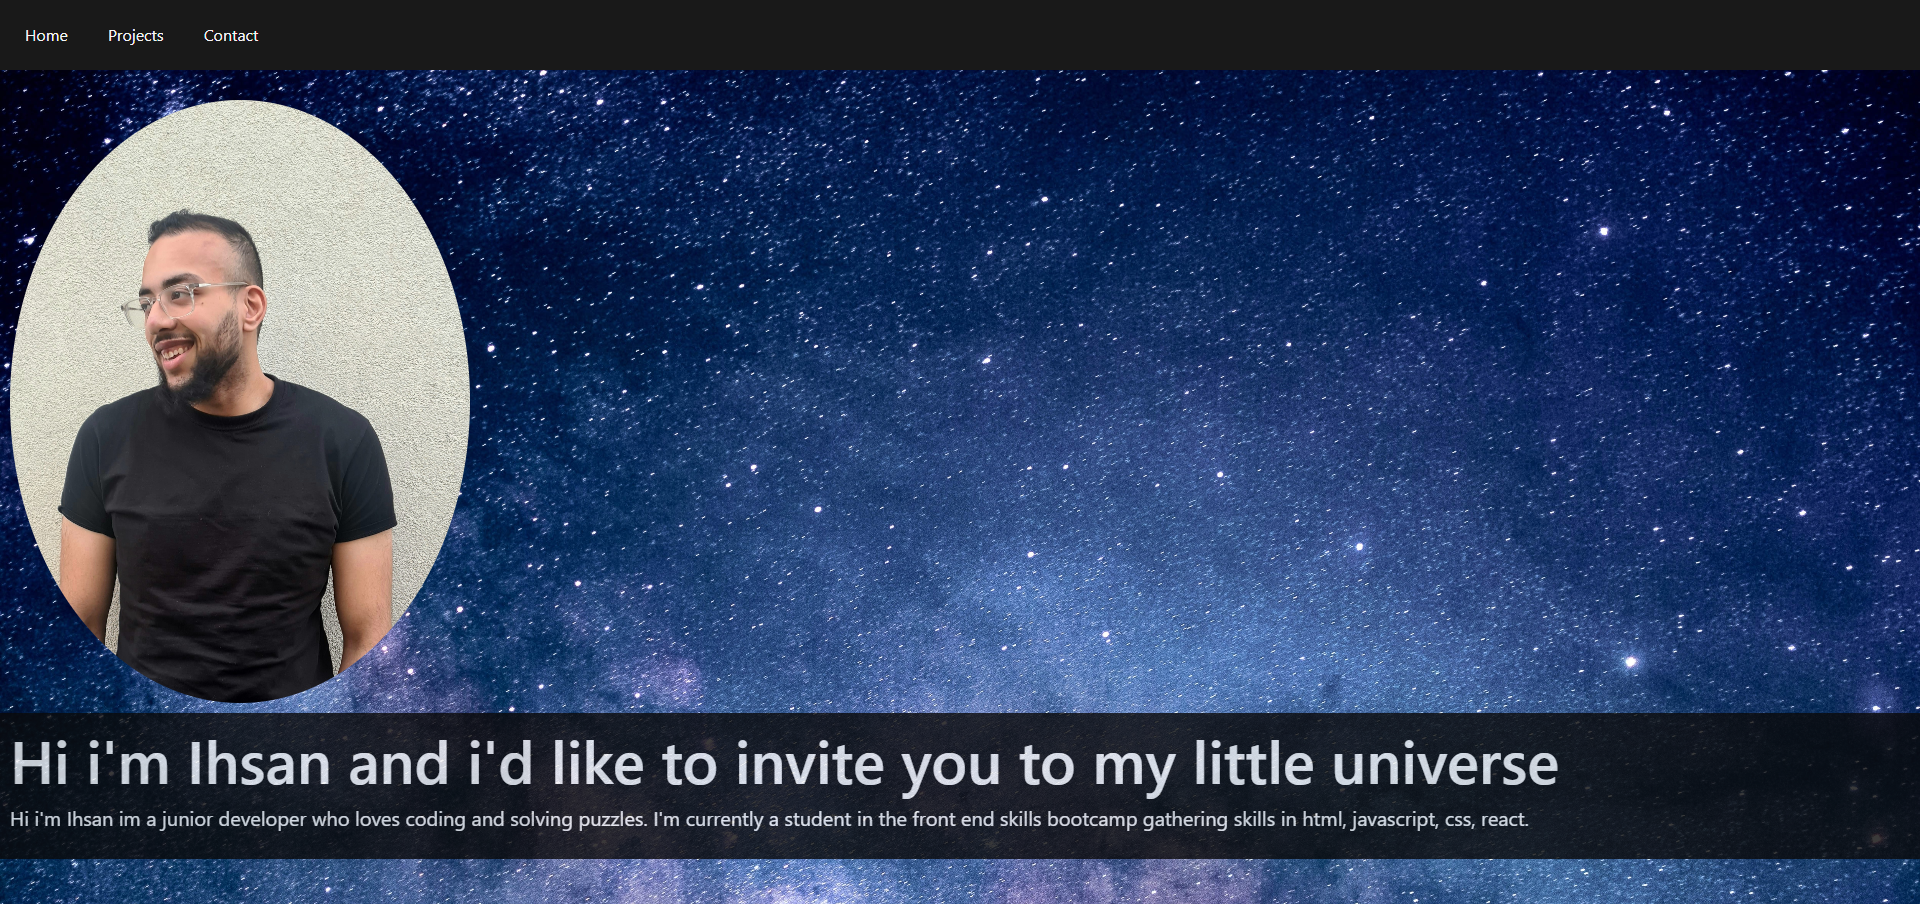 Home Projects Contact
Hi i'm Ihsan and i'd like to invite you to my little universe
Hi i'm Ihsan im a junior developer who loves coding and solving puzzles. I'm currently a student in the front end skills bootcamp gathering skills in html, javascript, css, react.